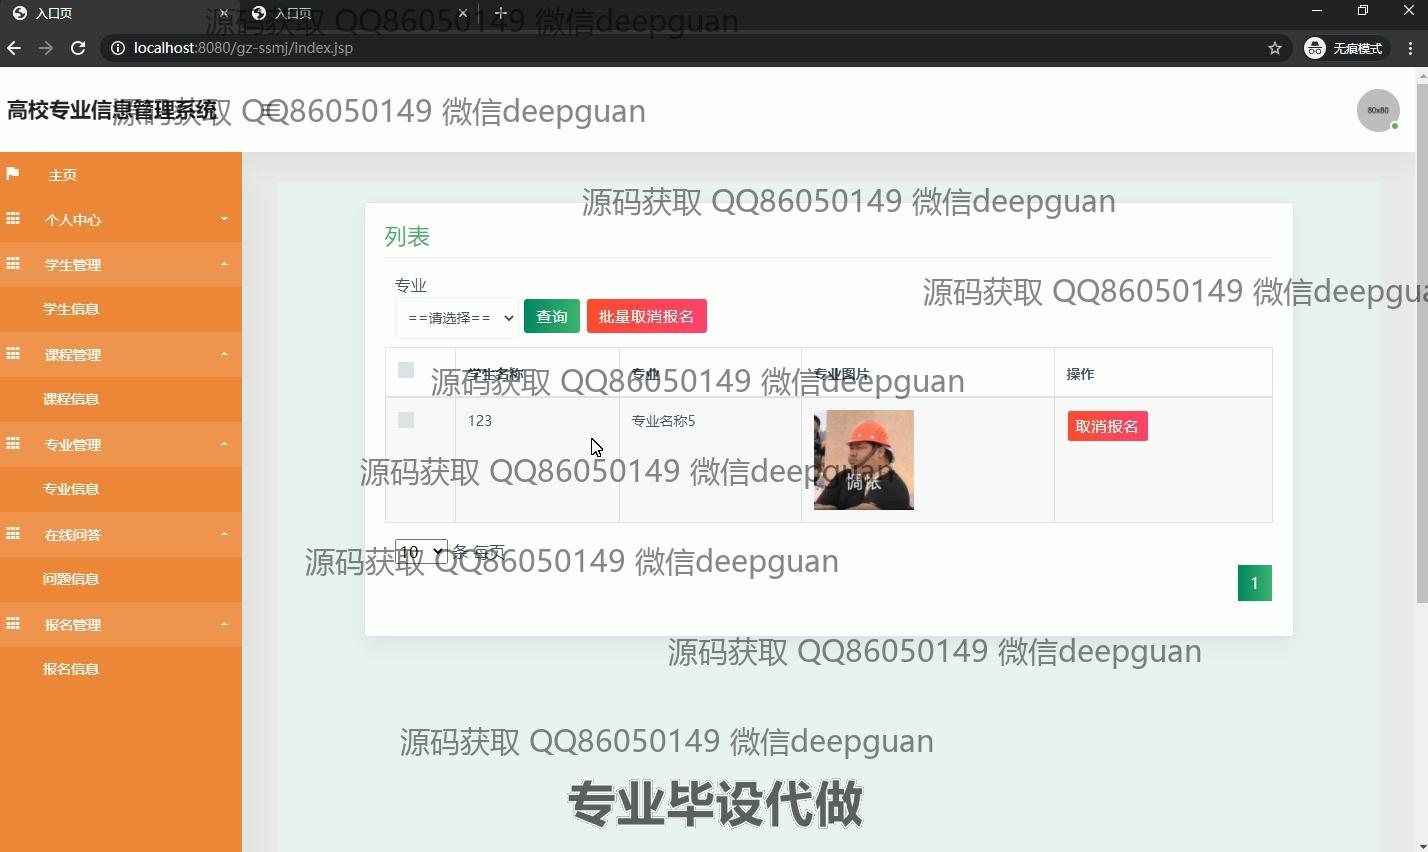 入口页
入口页
源码获取 QQ86050149 微信deepguan
localhost:8080/gz-ssmj/index.jsp
无痕模式
高校专业信息管理系统
源码获取 QQ86050149 微信deepguan
80x80
主页
个人中心
学生管理
学生信息
课程管理
课程信息
专业管理
专业信息
在线问答
问题信息
报名管理
报名信息
源码获取 QQ86050149 微信deepguan
列表
专业
源码获取 QQ86050149 微信deepgua
==请选择==
查询
批量取消报名
学生名称 专业 专业图片 操作
源码获取 QQ86050149 微信deepguan
123 专业名称5 取消报名
惆怅
源码获取 QQ86050149 微信deepguan
10 条 每页
源码获取 QQ86050149 微信deepguan
1
源码获取 QQ86050149 微信deepguan
源码获取 QQ86050149 微信deepguan
专业毕设代做